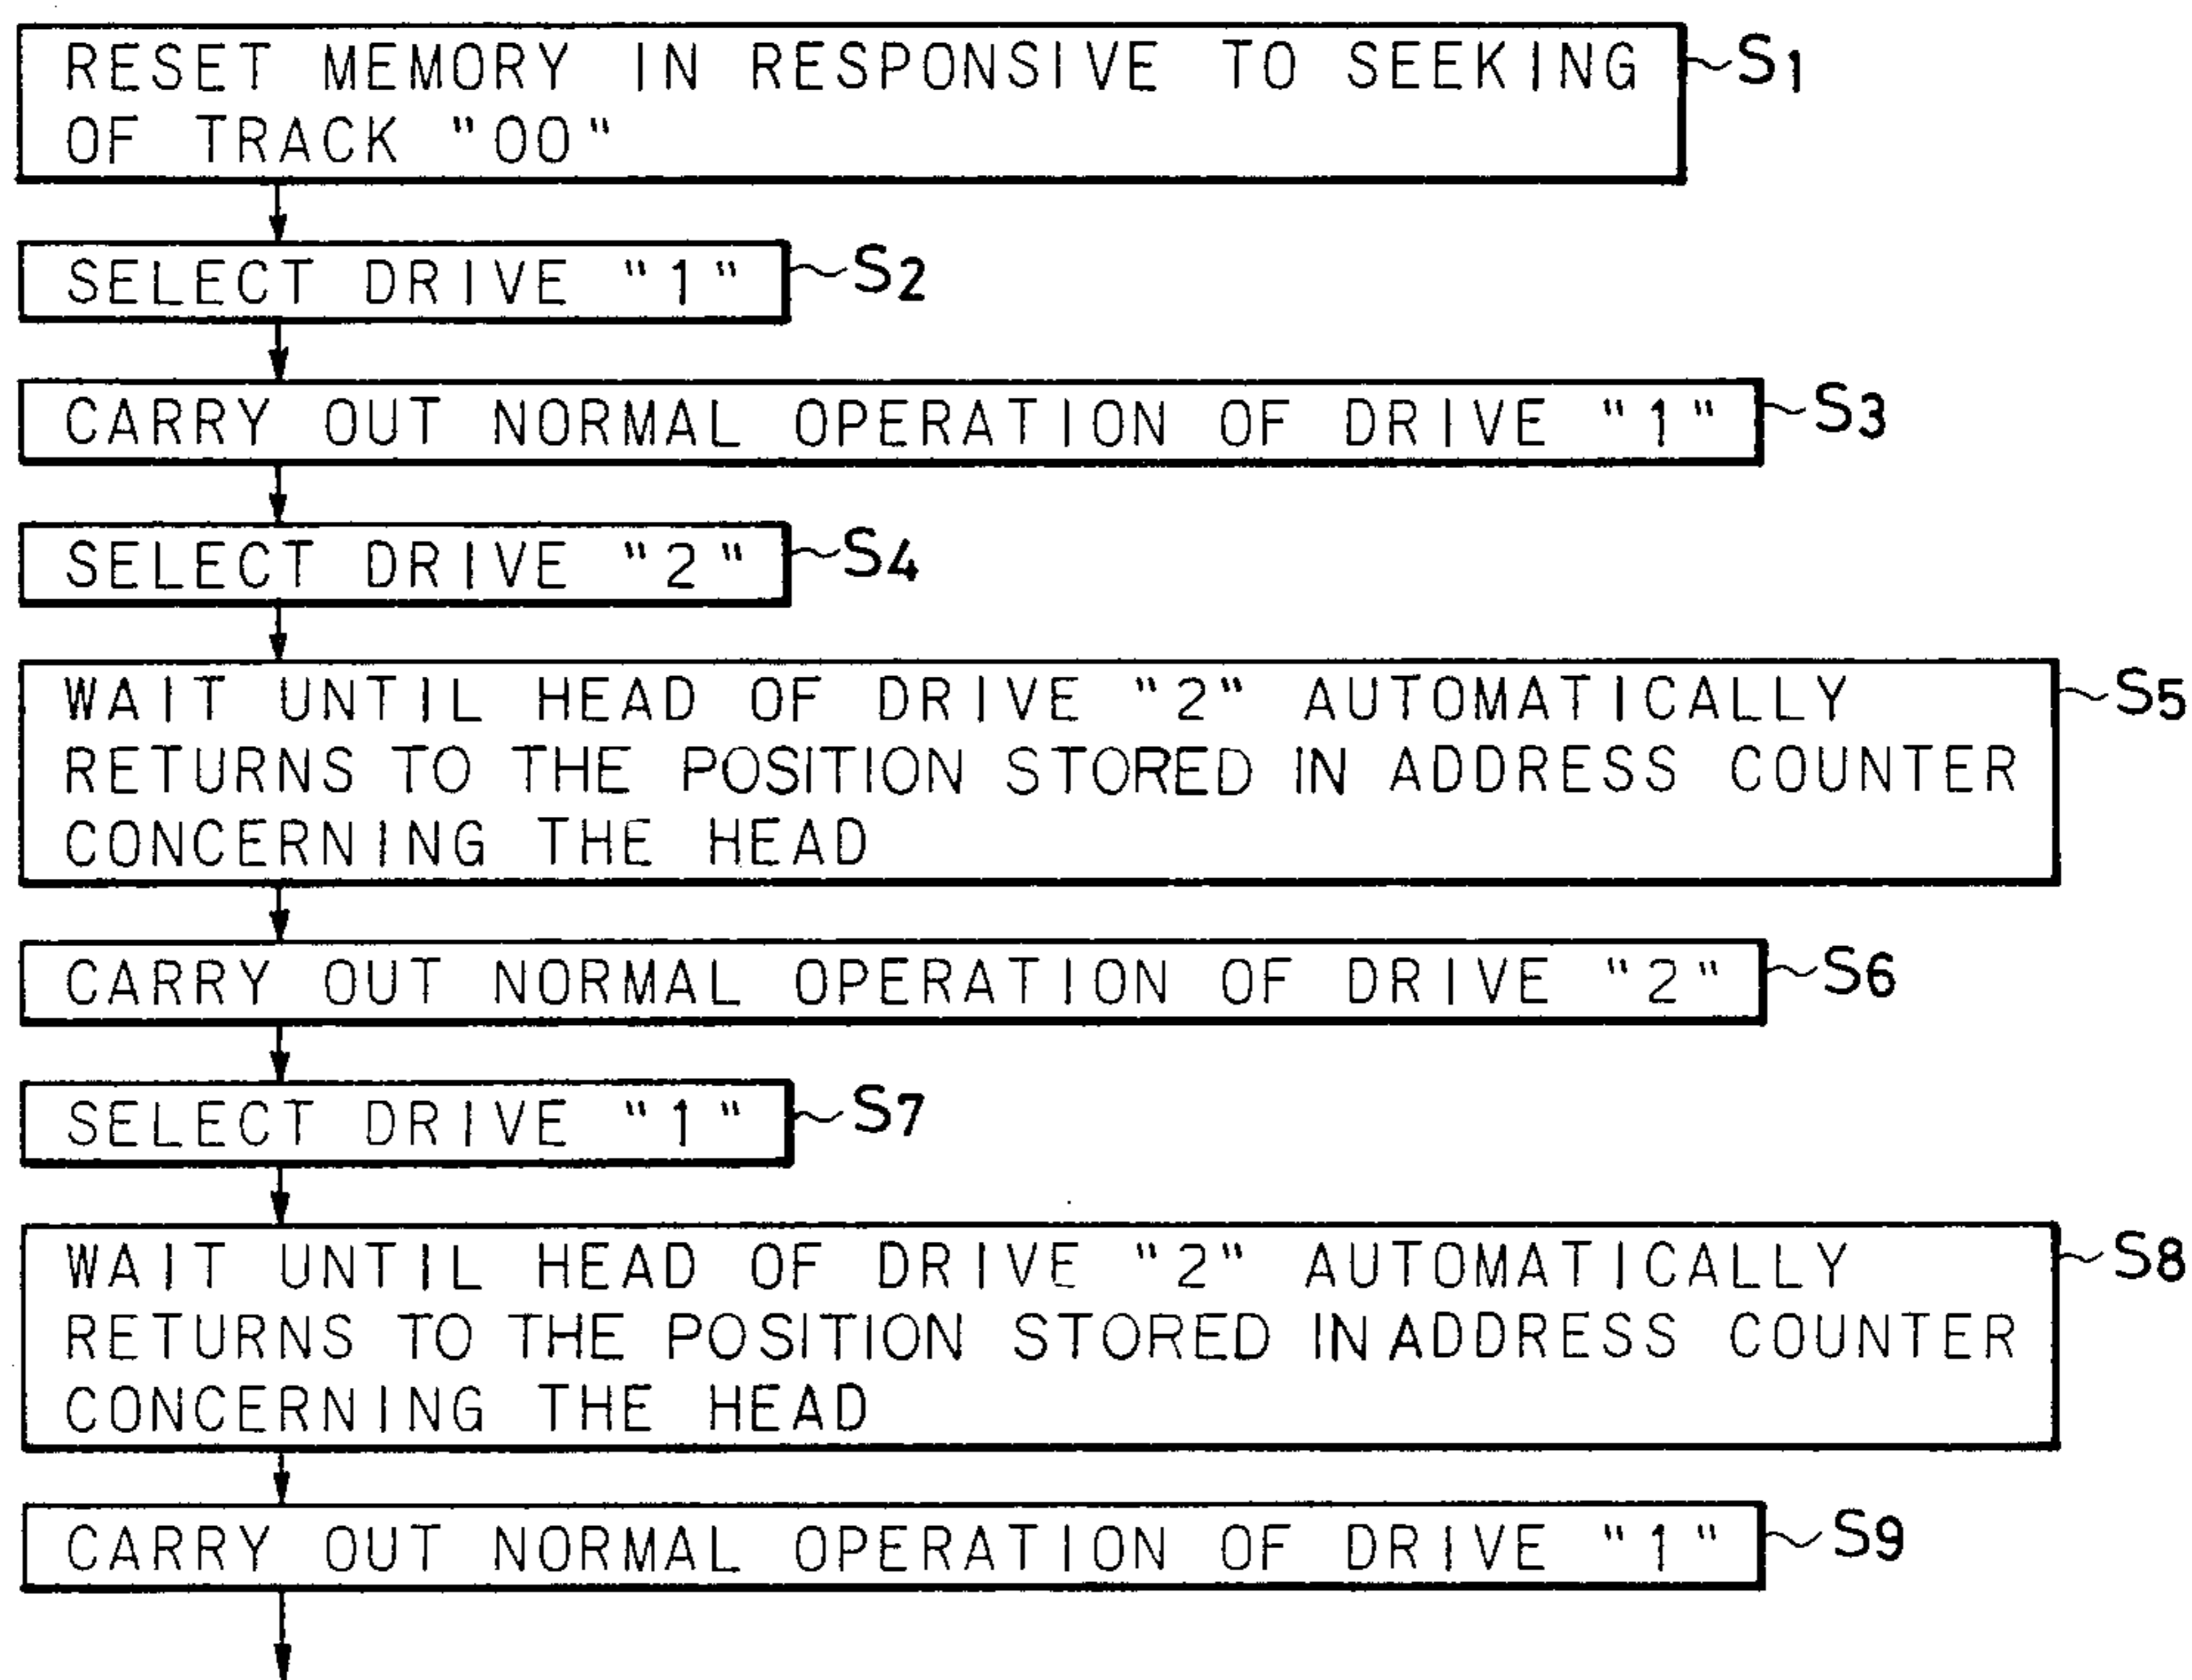 RESET MEMORY IN RESPONSIVE TO SEEKING
OF TRACK "00"
S1
SELECT DRIVE "1"
S2
CARRY OUT NORMAL OPERATION OF DRIVE "1"
S3
SELECT DRIVE "2"
S4
WAIT UNTIL HEAD OF DRIVE "2" AUTOMATICALLY
RETURNS TO THE POSITION STORED IN ADDRESS COUNTER
CONCERNING THE HEAD
S5
CARRY OUT NORMAL OPERATION OF DRIVE "2"
S6
SELECT DRIVE "1"
S7
WAIT UNTIL HEAD OF DRIVE "2" AUTOMATICALLY
RETURNS TO THE POSITION STORED IN ADDRESS COUNTER
CONCERNING THE HEAD
S8
CARRY OUT NORMAL OPERATION OF DRIVE "1"
S9